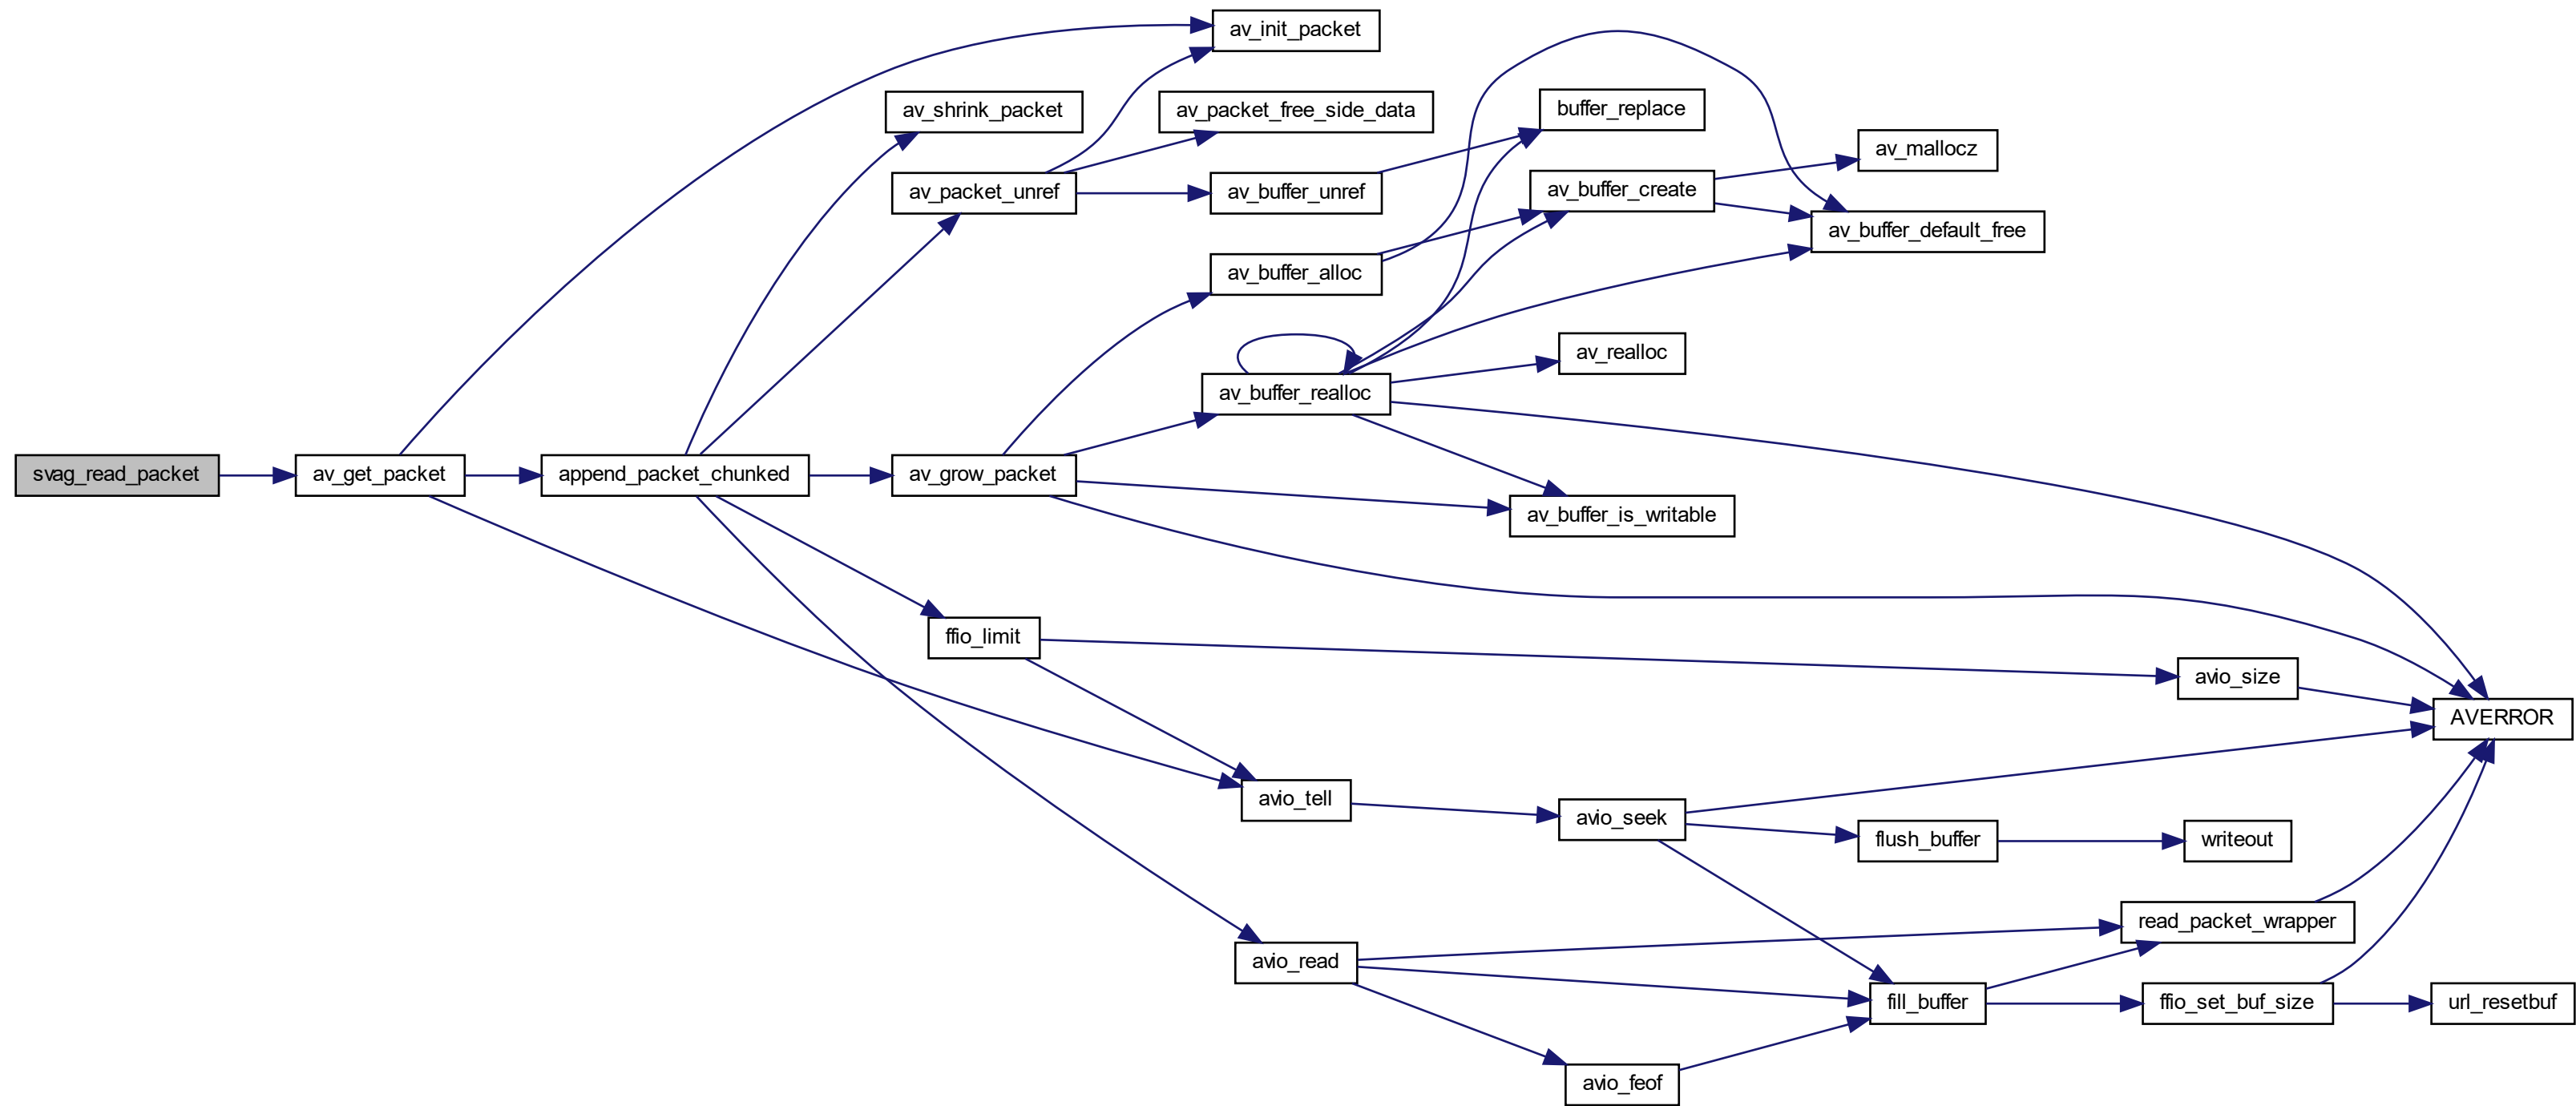 av_init_packet
av_shrink_packet
av_packet_free_side_data
buffer_replace
av_mallocz
av_packet_unref
av_buffer_unref
av_buffer_create
av_buffer_default_free
av_buffer_alloc
av_realloc
av_buffer_realloc
svag_read_packet
av_get_packet
append_packet_chunked
av_grow_packet
av_buffer_is_writable
ffio_limit
avio_size
AVERROR
avio_tell
avio_seek
flush_buffer
writeout
read_packet_wrapper
avio_read
fill_buffer
ffio_set_buf_size
url_resetbuf
avio_feof